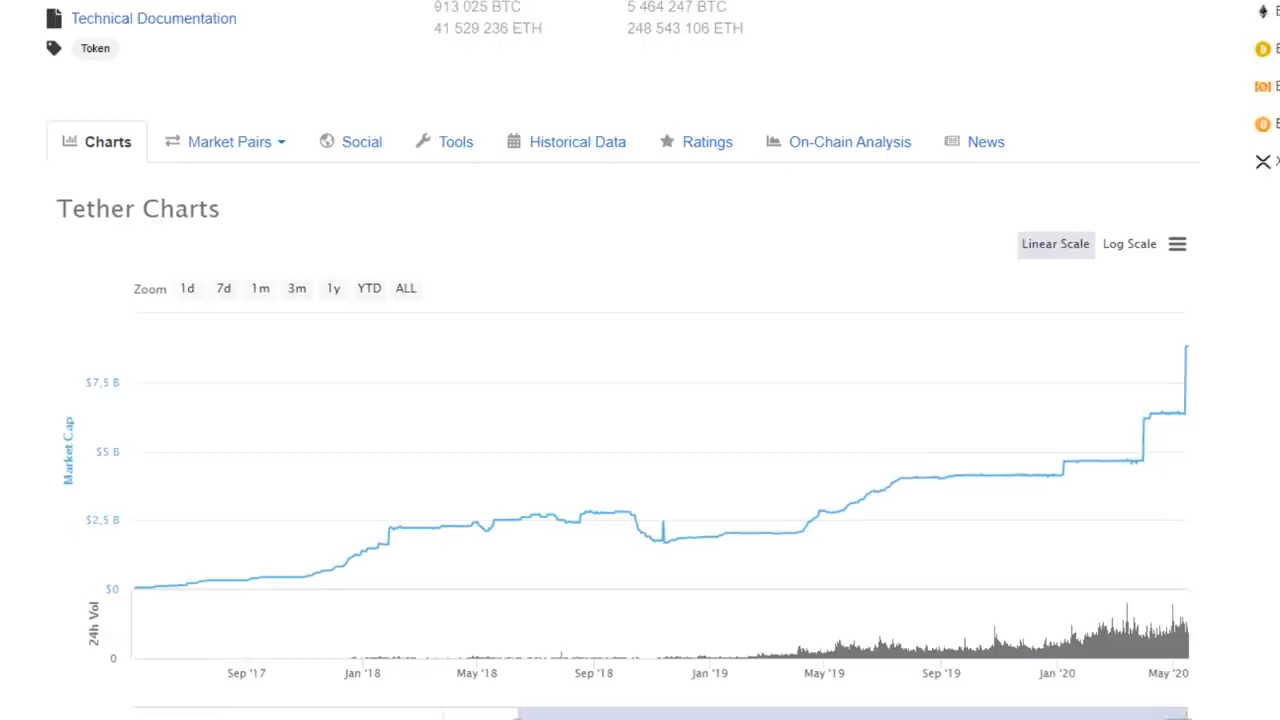 913 025 BTC 5 464 247 BTC
Technical Documentation
41 529 236 ETH 248 543 106 ETH
Token
Charts Market Pairs Social Tools Historical Data Ratings On-Chain Analysis News
Tether Charts
Linear Scale Log Scale
Zoom 1d 7d 1m 3m 1y YTD ALL
$7,5 B
$5 B
$2,5 B
$0
Market Cap
24h Vol
0
Sep '17 Jan '18 May '18 Sep '18 Jan '19 May '19 Sep '19 Jan '20 May '20